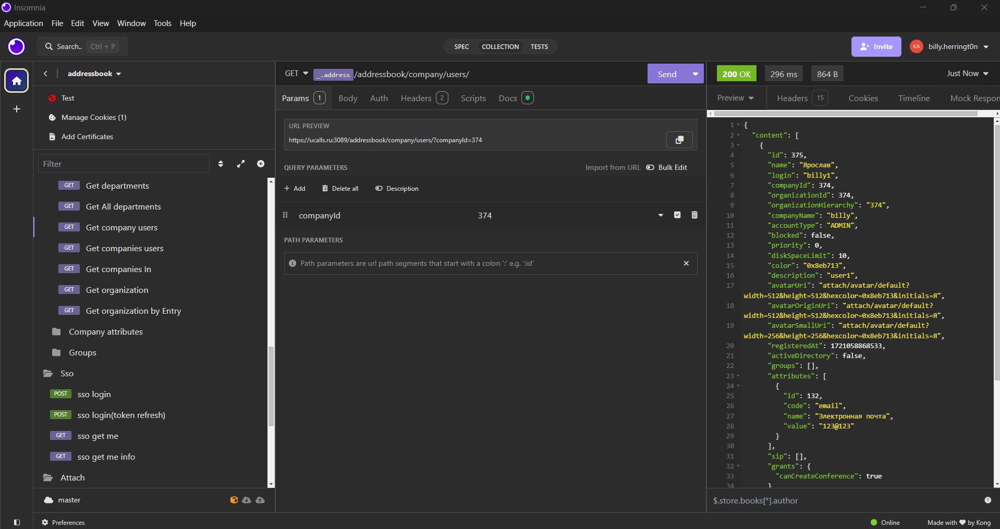 Insomnia
Application File Edit View Window Tools Help
Search.. Ctrl + P
SPEC COLLECTION TESTS
Invite
KA billy.herringt0n
addressbook
Test
Manage Cookies (1)
Add Certificates
Filter
GET Get departments
GET Get All departments
GET Get company users
GET Get companies users
GET Get companies In
GET Get organization
GET Get organization by Entry
Company attributes
Groups
Sso
POST sso login
POST sso login(token refresh)
GET sso get me
GET sso get me info
Attach
master
Preferences
GET _.address /addressbook/company/users/ Send
Params 1 Body Auth Headers 2 Scripts Docs
URL PREVIEW
https://ucalls.ru:3089/addressbook/company/users/?companyId=374
QUERY PARAMETERS Import from URL Bulk Edit
Add Delete all Description
companyId 374
PATH PARAMETERS
Path parameters are url path segments that start with a colon ':' e.g. ':id'
200 OK 296 ms 864 B Just Now
Preview Headers 15 Cookies Timeline Mock Respon
1 {
2 "content": [
3 {
4 "id": 375,
5 "name": "Ярослав",
6 "login": "billy1",
7 "companyId": 374,
8 "organizationId": 374,
9 "organizationHierarchy": "374",
10 "companyName": "billy",
11 "accountType": "ADMIN",
12 "blocked": false,
13 "priority": 0,
14 "diskSpaceLimit": 10,
15 "color": "0x8eb713",
16 "description": "user1",
17 "avatarUri": "attach/avatar/default?
width=512&height=512&hexcolor=0x8eb713&initials=Я",
18 "avatarOriginUri": "attach/avatar/default?
width=512&height=512&hexcolor=0x8eb713&initials=Я",
19 "avatarSmallUri": "attach/avatar/default?
width=256&height=256&hexcolor=0x8eb713&initials=Я",
20 "registeredAt": 1721058868533,
21 "activeDirectory": false,
22 "groups": [],
23 "attributes": [
24 {
25 "id": 132,
26 "code": "email",
27 "name": "Электронная почта",
28 "value": "123@123"
29 }
30 ],
31 "sip": [],
32 "grants": {
33 "canCreateConference": true
34 }
$.store.books[*].author
Online
Made with ❤ by Kong